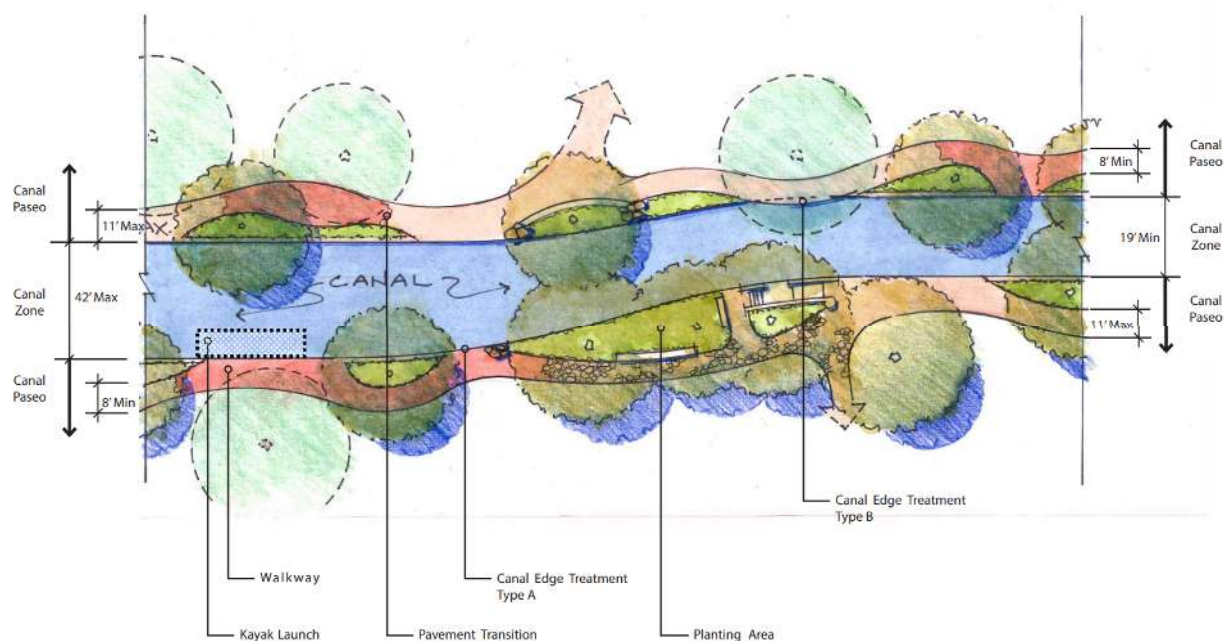 Canal
Paseo
11' Max
AX.
Canal
Zone
42' Max
Canal
Paseo
8' Min
CANAL
Canal
Paseo
8' Min
19' Min
Canal
Zone
Canal
Paseo
11' Max
Canal Edge Treatment
Type B
Walkway
Canal Edge Treatment
Type A
Kayak Launch
Pavement Transition
Planting Area